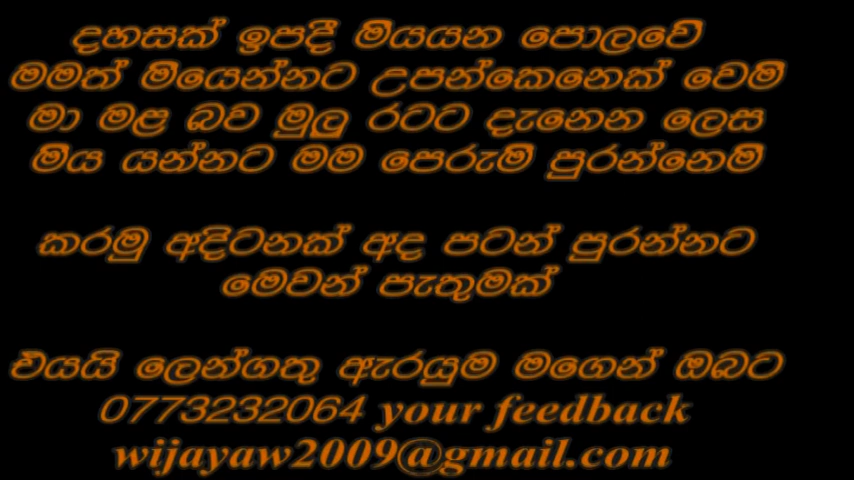 දහසක් ඉපදී මියයන පොලවේ
මමත් මියෙන්නට උපන්කෙනෙක් වෙමි
මා මළ බව මුලු රටට දැනෙන ලෙස
මිය යන්නට මම පෙරුම් පුරන්නෙමි
කරමු අදිටනක් අද පටන් පුරන්නට
මෙවන් පැතුමක්
එයයි ලෙන්ගතු ඇරයුම මගෙන් ඔබට
0773232064 your feedback
wijayaw2009@gmail.com